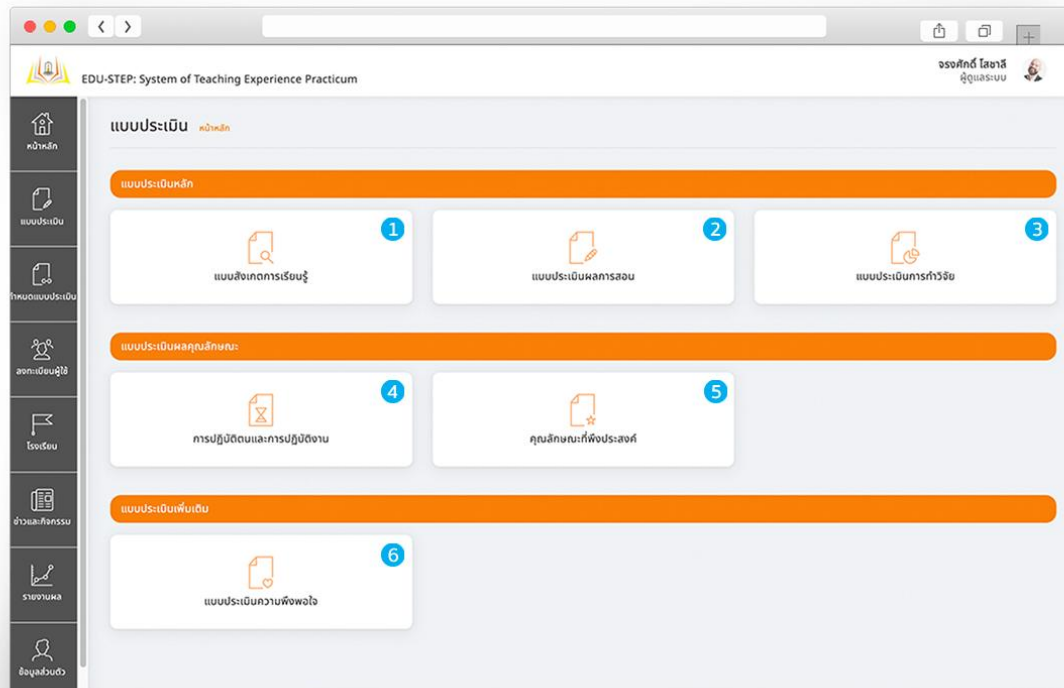 EDU-STEP: System of Teaching Experience Practicum
จรงศักดิ์ โสชาลี
ผู้ดูแลระบบ
หน้าหลัก
แบบประเมิน
กำหนดแบบประเมิน
ลงทะเบียนผู้ใช้
โรงเรียน
ข่าวและกิจกรรม
รายงานผล
ข้อมูลส่วนตัว
แบบประเมิน หน้าหลัก
แบบประเมินหลัก
1
แบบสังเกตการเรียนรู้
2
แบบประเมินผลการสอน
3
แบบประเมินการทำวิจัย
แบบประเมินผลคุณลักษณะ
4
การปฏิบัติตนและการปฏิบัติงาน
5
คุณลักษณะที่พึงประสงค์
แบบประเมินเพิ่มเติม
6
แบบประเมินความพึงพอใจ